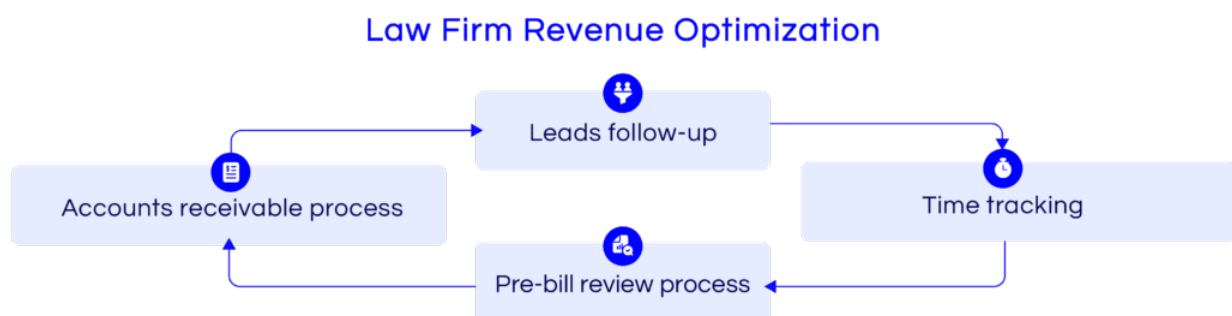 Law Firm Revenue Optimization
Leads follow-up
Accounts receivable process
Time tracking
Pre-bill review process